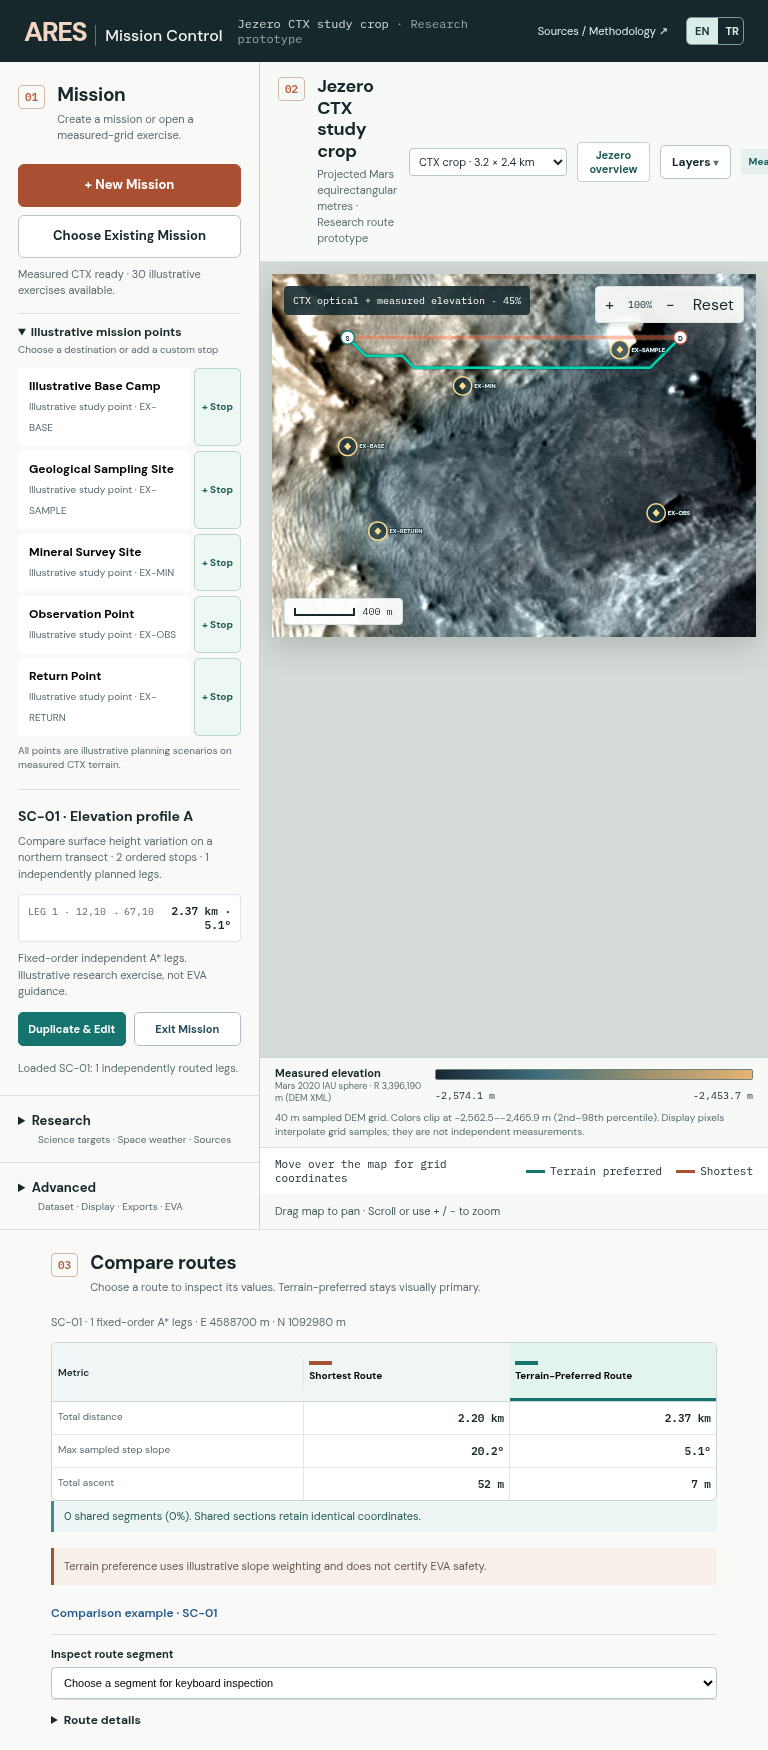 ARES
Mission Control
Jezero CTX study crop · Research
prototype
Sources / Methodology ↗
EN
TR
01
Mission
Create a mission or open a
measured-grid exercise.
+ New Mission
Choose Existing Mission
Measured CTX ready · 30 illustrative
exercises available.
▼ Illustrative mission points
Choose a destination or add a custom stop
Illustrative Base Camp
Illustrative study point · EX-
BASE
+ Stop
Geological Sampling Site
Illustrative study point · EX-
SAMPLE
+ Stop
Mineral Survey Site
Illustrative study point · EX-MIN
+ Stop
Observation Point
Illustrative study point · EX-OBS
+ Stop
Return Point
Illustrative study point · EX-
RETURN
+ Stop
All points are illustrative planning scenarios on
measured CTX terrain.
SC-01 · Elevation profile A
Compare surface height variation on a
northern transect · 2 ordered stops · 1
independently planned legs.
LEG 1 · 12,10 → 67,10
2.37 km ·
5.1°
Fixed-order independent A* legs.
Illustrative research exercise, not EVA
guidance.
Duplicate & Edit
Exit Mission
Loaded SC-01: 1 independently routed legs.
▶ Research
Science targets · Space weather · Sources
▶ Advanced
Dataset · Display · Exports · EVA
02
Jezero
CTX
study
crop
Projected Mars
equirectangular
metres ·
Research route
prototype
CTX crop · 3.2 × 2.4 km
Jezero
overview
Layers ▾
Mea
CTX optical + measured elevation · 45%
+ 100% − Reset
S
D
EX-SAMPLE
EX-MIN
EX-BASE
EX-OBS
EX-RETURN
400 m
Measured elevation
Mars 2020 IAU sphere · R 3,396,190
m (DEM XML)
-2,574.1 m
-2,453.7 m
40 m sampled DEM grid. Colors clip at -2,562.5–-2,465.9 m (2nd–98th percentile). Display pixels
interpolate grid samples; they are not independent measurements.
Move over the map for grid
coordinates
Terrain preferred
Shortest
Drag map to pan · Scroll or use + / − to zoom
03
Compare routes
Choose a route to inspect its values. Terrain-preferred stays visually primary.
SC-01 · 1 fixed-order A* legs · E 4588700 m · N 1092980 m
Metric
Shortest Route
Terrain-Preferred Route
Total distance
2.20 km
2.37 km
Max sampled step slope
20.2°
5.1°
Total ascent
52 m
7 m
0 shared segments (0%). Shared sections retain identical coordinates.
Terrain preference uses illustrative slope weighting and does not certify EVA safety.
Comparison example · SC-01
Inspect route segment
Choose a segment for keyboard inspection
▶ Route details